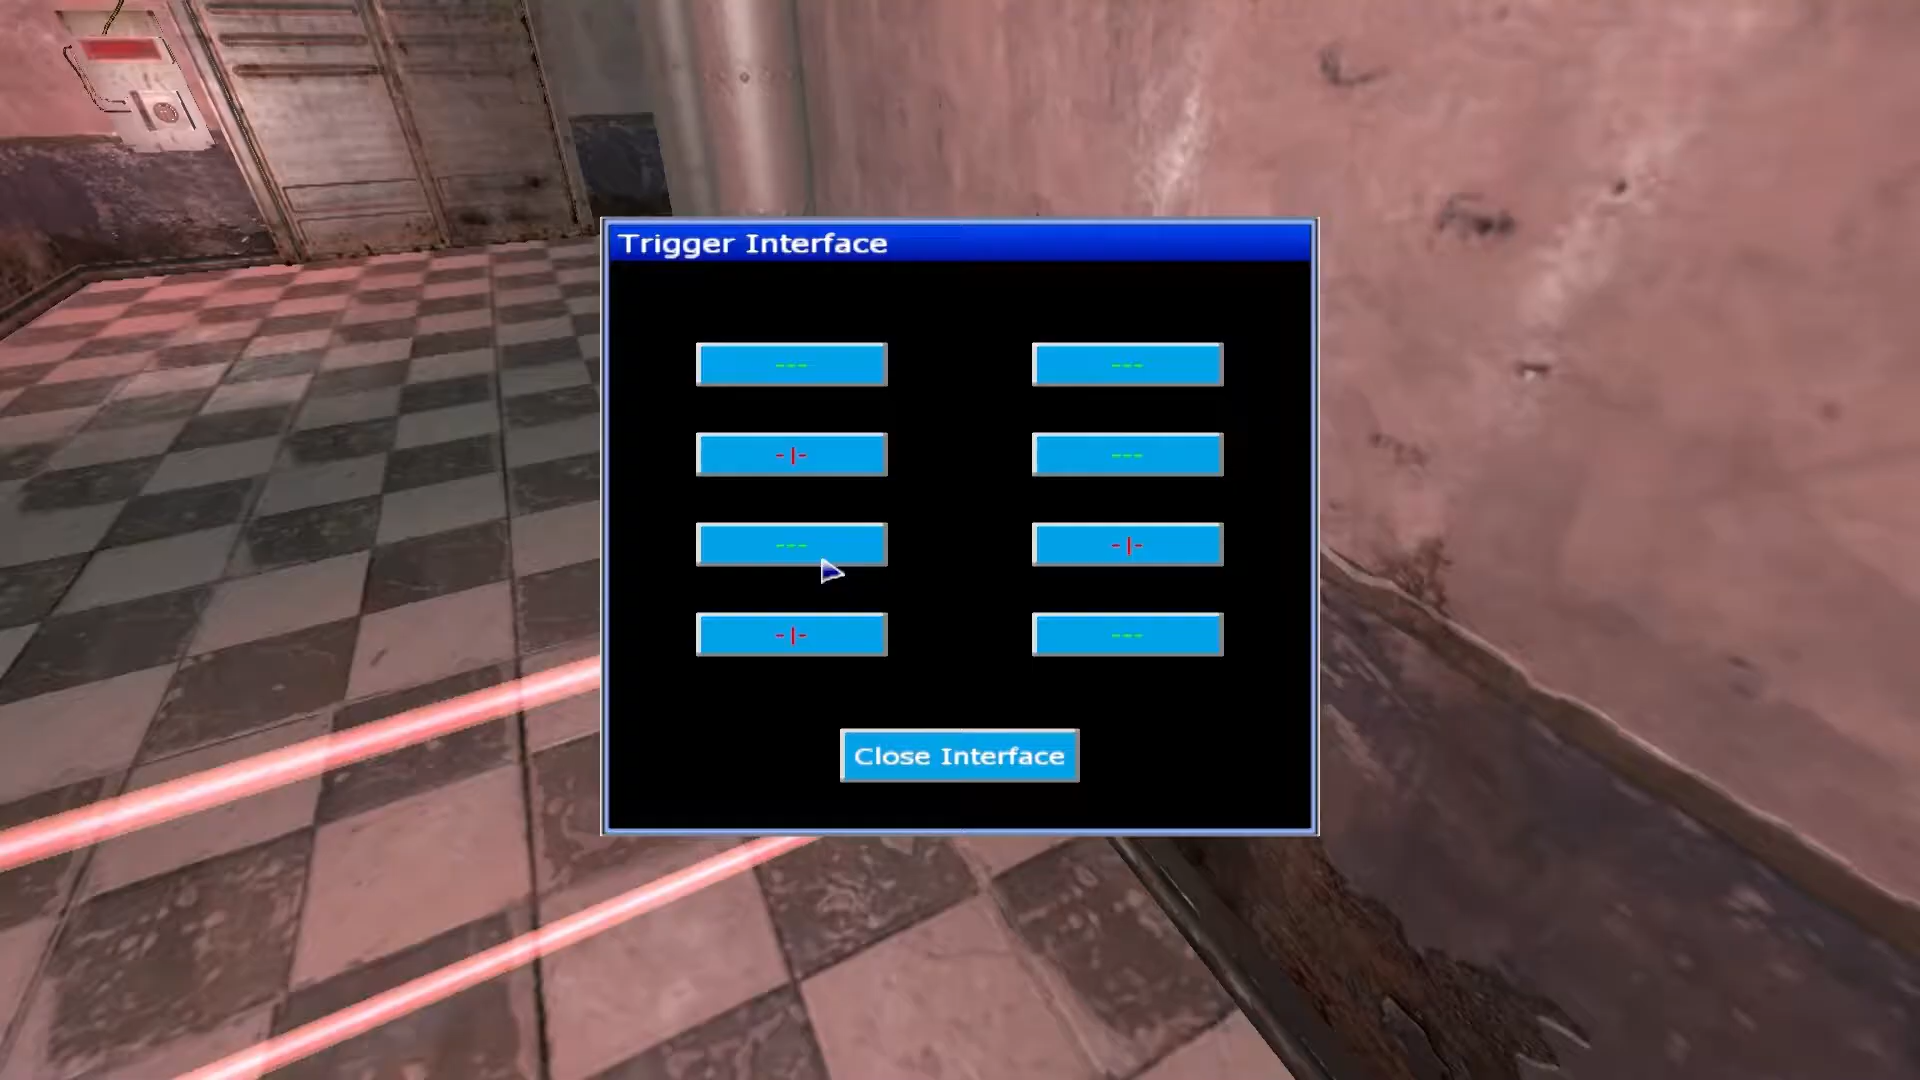 Trigger Interface
--- ---
-|- ---
--- -|-
-|- ---
Close Interface